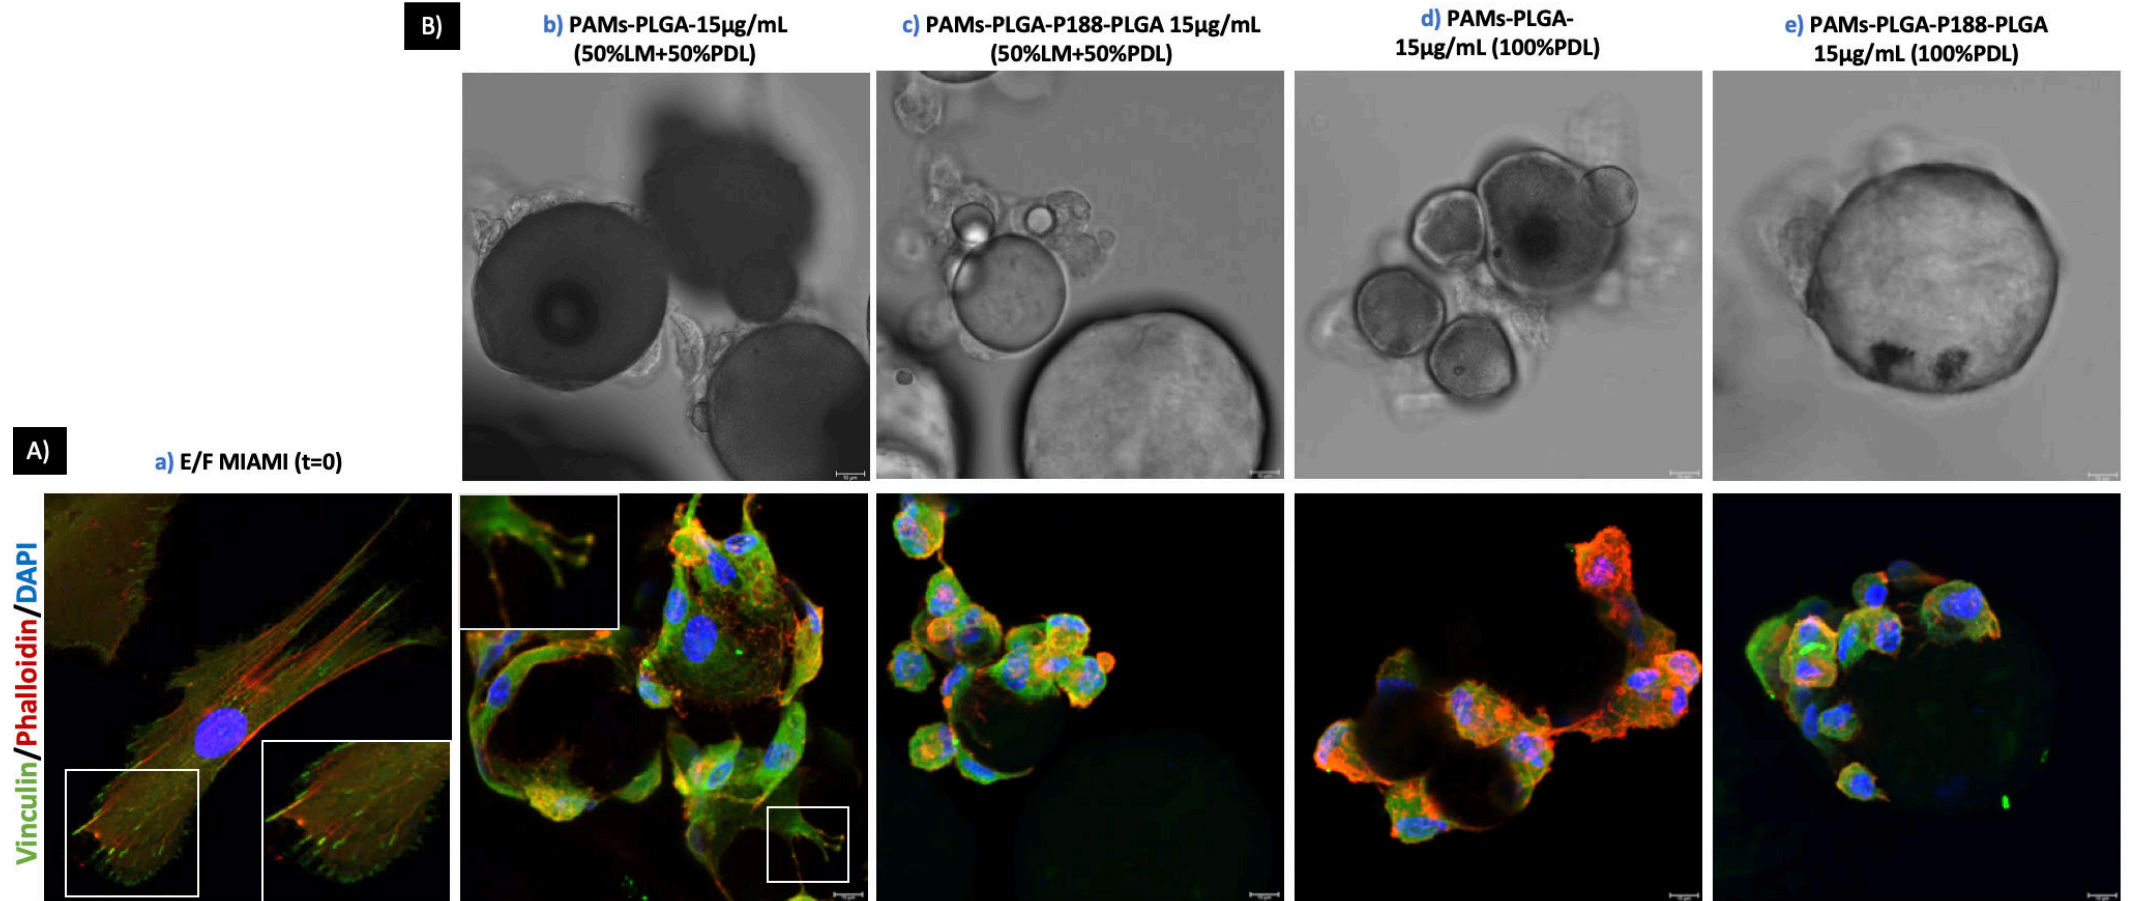 B)
b) PAMs-PLGA-15µg/mL
(50%LM+50%PDL)
c) PAMs-PLGA-P188-PLGA 15µg/mL
(50%LM+50%PDL)
d) PAMs-PLGA-
15µg/mL (100%PDL)
e) PAMs-PLGA-P188-PLGA
15µg/mL (100%PDL)
A)
a) E/F MIAMI (t=0)
Vinculin/Phalloidin/DAPI